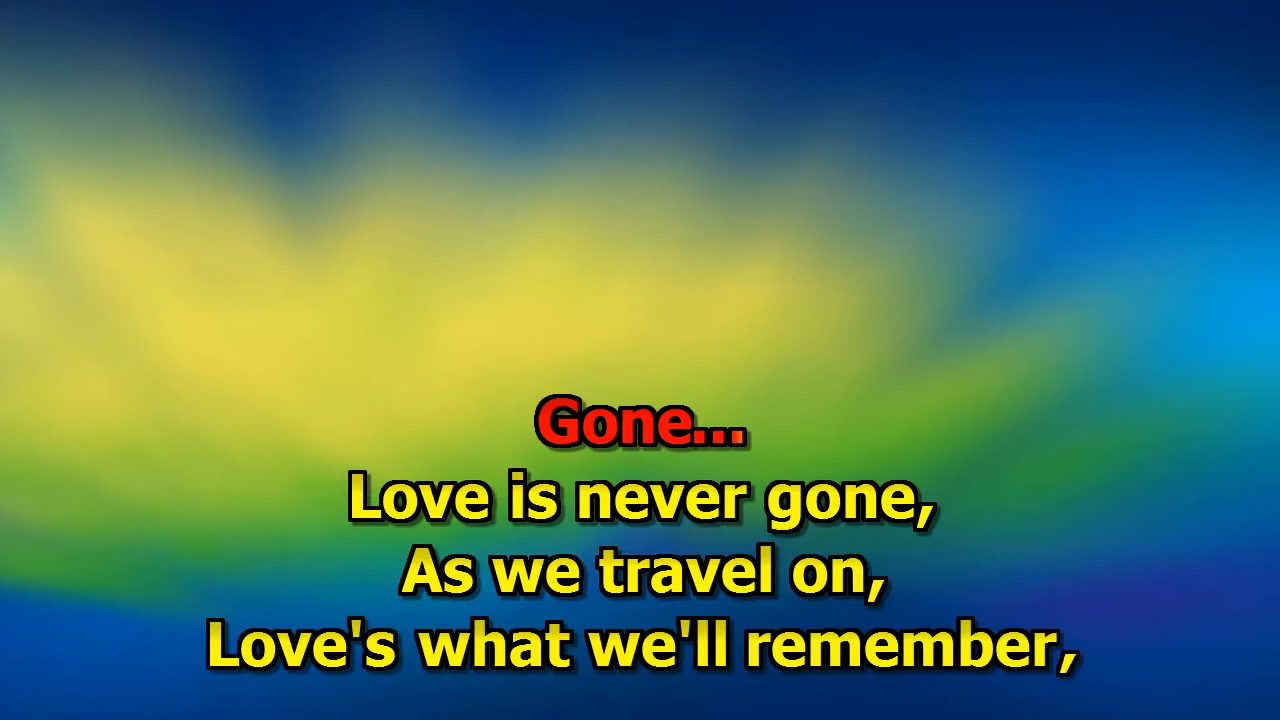 Gone...
Love is never gone,
As we travel on,
Love's what we'll remember,